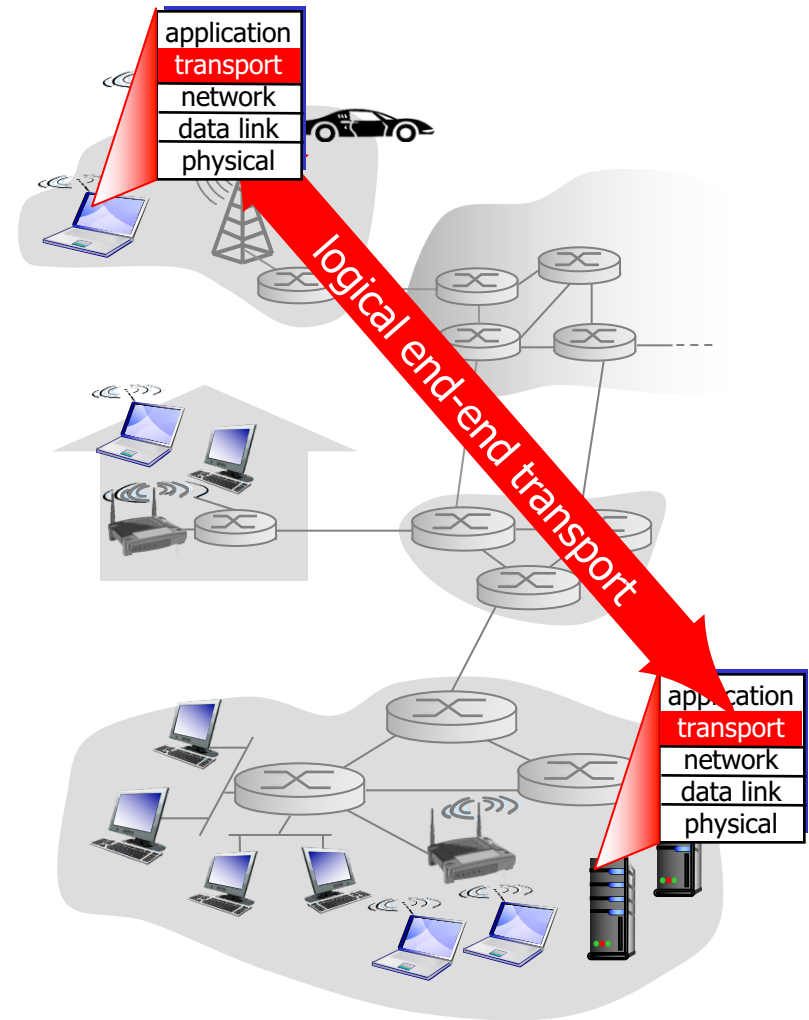 application
transport
network
data link
physical
logical end-end transport
application
transport
network
data link
physical